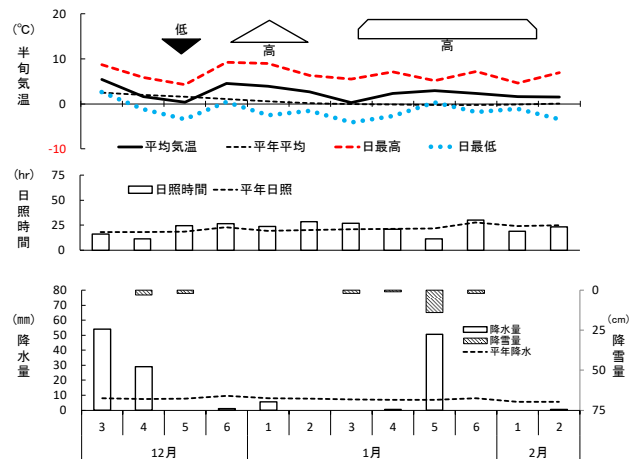 (℃)
半旬気温
20
10
0
-10
低
高
高
平均気温 平年平均 日最高 日最低
(hr)
日照時間
75
50
25
0
日照時間 平年日照
(mm)
降水量
80
70
60
50
40
30
20
10
0
降水量
降雪量
平年降水
0
25
50
75
(cm)
降雪量
3 4 5 6 1 2 3 4 5 6 1 2
12月 1月 2月